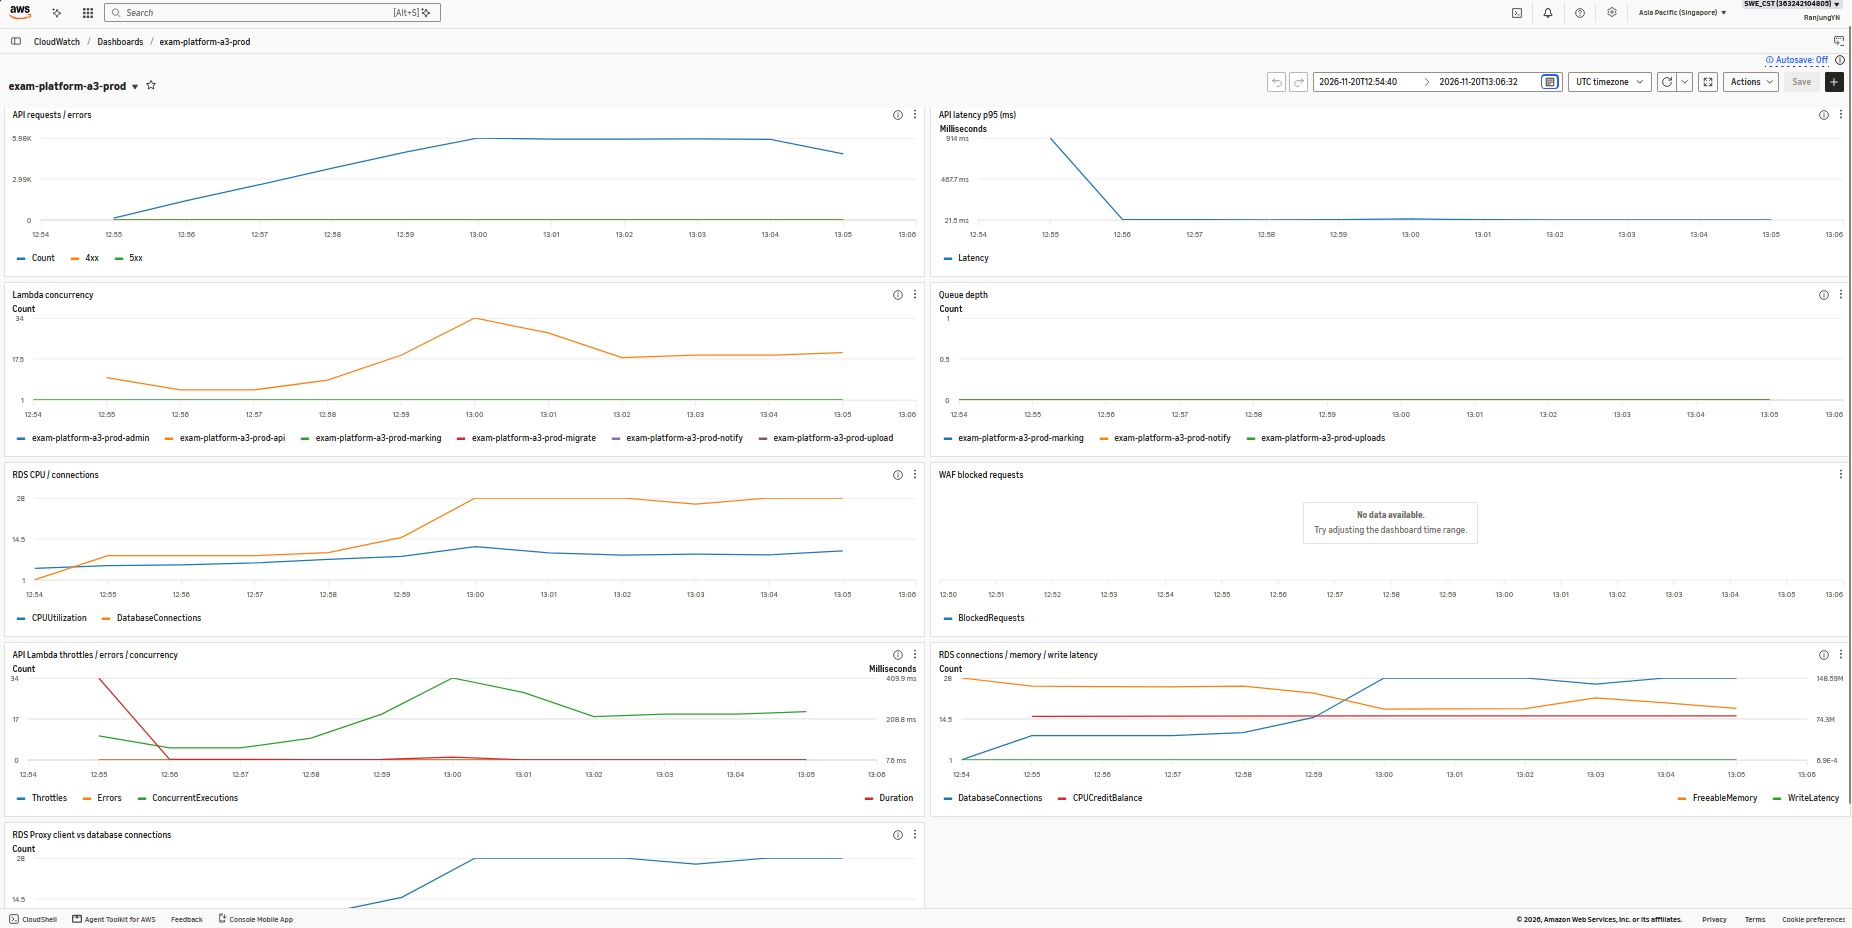 aws
Search [Alt+S]
Asia Pacific (Singapore)
SWE_CST (363242104805)
RanjungYN
CloudWatch / Dashboards / exam-platform-a3-prod
Autosave: Off
exam-platform-a3-prod
2026-11-20T12:54:40 2026-11-20T13:06:32
UTC timezone
Actions
Save
API requests / errors
5.98K
2.99K
0
12:54 12:55 12:56 12:57 12:58 12:59 13:00 13:01 13:02 13:03 13:04 13:05 13:06
Count 4xx 5xx
API latency p95 (ms)
Milliseconds
914 ms
467.7 ms
21.5 ms
12:54 12:55 12:56 12:57 12:58 12:59 13:00 13:01 13:02 13:03 13:04 13:05 13:06
Latency
Lambda concurrency
Count
34
17.5
1
12:54 12:55 12:56 12:57 12:58 12:59 13:00 13:01 13:02 13:03 13:04 13:05 13:06
exam-platform-a3-prod-admin exam-platform-a3-prod-api exam-platform-a3-prod-marking exam-platform-a3-prod-migrate exam-platform-a3-prod-notify exam-platform-a3-prod-upload
Queue depth
Count
1
0.5
0
12:54 12:55 12:56 12:57 12:58 12:59 13:00 13:01 13:02 13:03 13:04 13:05 13:06
exam-platform-a3-prod-marking exam-platform-a3-prod-notify exam-platform-a3-prod-uploads
RDS CPU / connections
28
14.5
1
12:54 12:55 12:56 12:57 12:58 12:59 13:00 13:01 13:02 13:03 13:04 13:05 13:06
CPUUtilization DatabaseConnections
WAF blocked requests
No data available.
Try adjusting the dashboard time range.
12:50 12:51 12:52 12:53 12:54 12:55 12:56 12:57 12:58 12:59 13:00 13:01 13:02 13:03 13:04 13:05 13:06
BlockedRequests
API Lambda throttles / errors / concurrency
Count Milliseconds
34 409.9 ms
17 208.8 ms
0 7.6 ms
12:54 12:55 12:56 12:57 12:58 12:59 13:00 13:01 13:02 13:03 13:04 13:05 13:06
Throttles Errors ConcurrentExecutions Duration
RDS connections / memory / write latency
Count
28 148.59M
14.5 74.3M
1 6.9E-4
12:54 12:55 12:56 12:57 12:58 12:59 13:00 13:01 13:02 13:03 13:04 13:05 13:06
DatabaseConnections CPUCreditBalance FreeableMemory WriteLatency
RDS Proxy client vs database connections
Count
28
14.5
CloudShell Agent Toolkit for AWS Feedback Console Mobile App
© 2026, Amazon Web Services, Inc. or its affiliates. Privacy Terms Cookie preferences